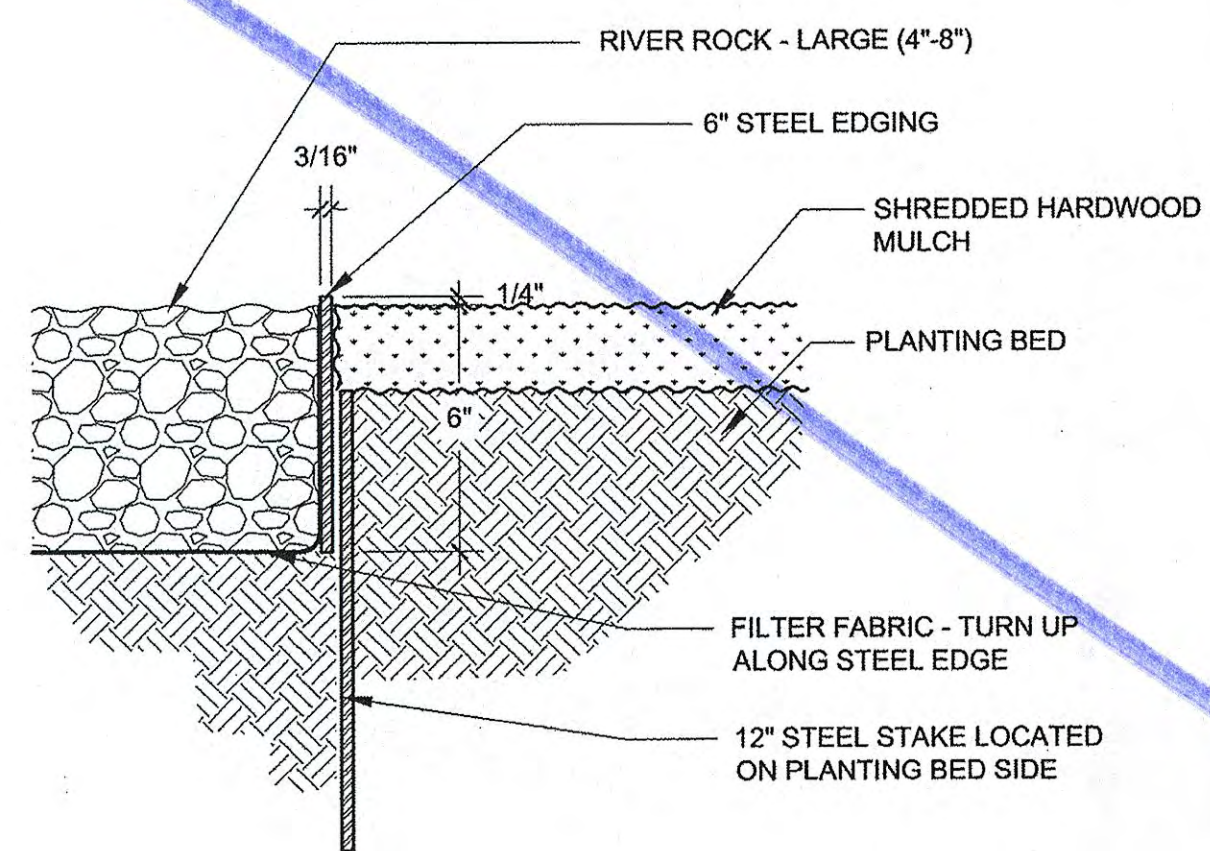 RIVER ROCK - LARGE (4"-8")
6" STEEL EDGING
3/16"
SHREDDED HARDWOOD
MULCH
1/4"
PLANTING BED
6"
FILTER FABRIC - TURN UP
ALONG STEEL EDGE
12" STEEL STAKE LOCATED
ON PLANTING BED SIDE